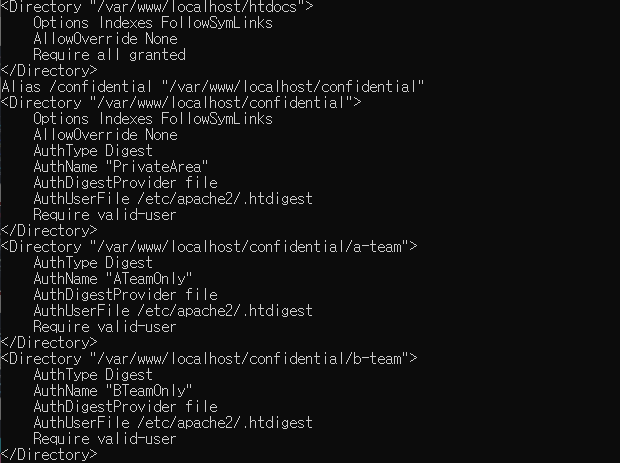 <Directory "/var/www/localhost/htdocs">
    Options Indexes FollowSymLinks
    AllowOverride None
    Require all granted
</Directory>
Alias /confidential "/var/www/localhost/confidential"
<Directory "/var/www/localhost/confidential">
    Options Indexes FollowSymLinks
    AllowOverride None
    AuthType Digest
    AuthName "PrivateArea"
    AuthDigestProvider file
    AuthUserFile /etc/apache2/.htdigest
    Require valid-user
</Directory>
<Directory "/var/www/localhost/confidential/a-team">
    AuthType Digest
    AuthName "ATeamOnly"
    AuthDigestProvider file
    AuthUserFile /etc/apache2/.htdigest
    Require valid-user
</Directory>
<Directory "/var/www/localhost/confidential/b-team">
    AuthType Digest
    AuthName "BTeamOnly"
    AuthDigestProvider file
    AuthUserFile /etc/apache2/.htdigest
    Require valid-user
</Directory>